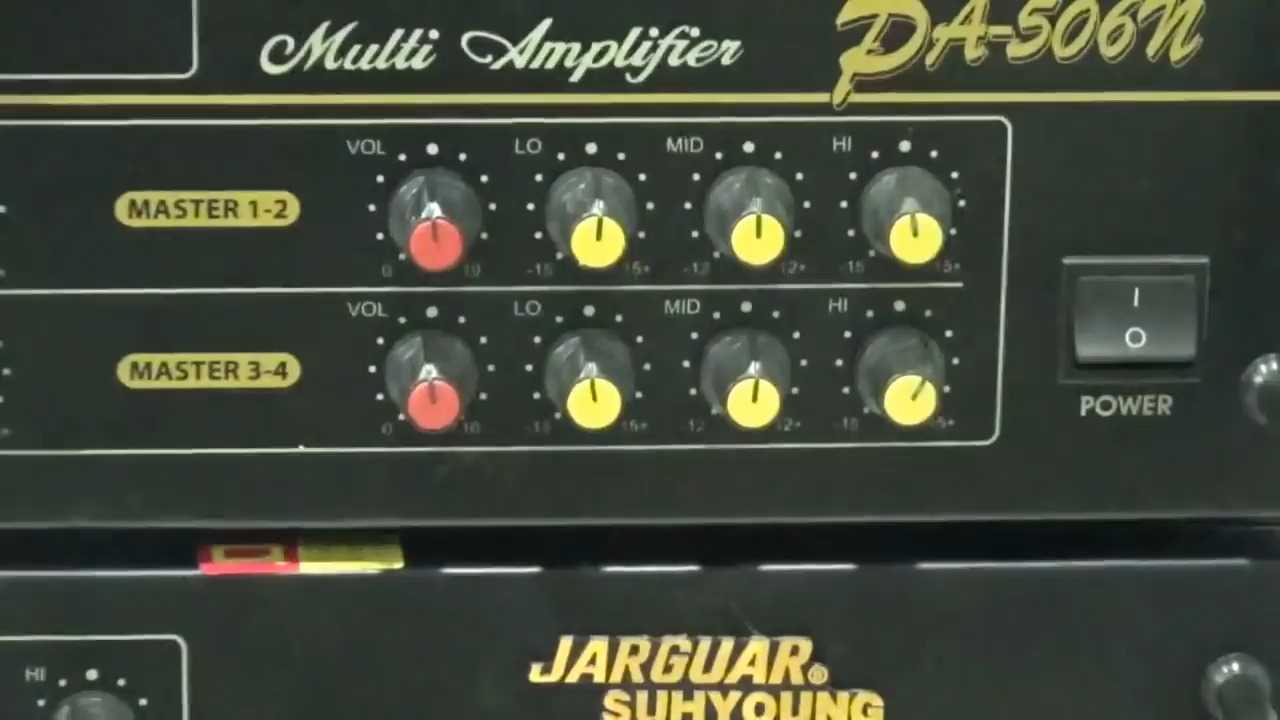 Multi Amplifier PA-506N
VOL LO MID HI
MASTER 1-2
0 10 -15 15+ -12 12+ -15 15+
VOL LO MID HI
MASTER 3-4
0 10 -15 15+ -12 12+ -15 15+
I
O
POWER
HI
JARGUAR®
SUHYOUNG